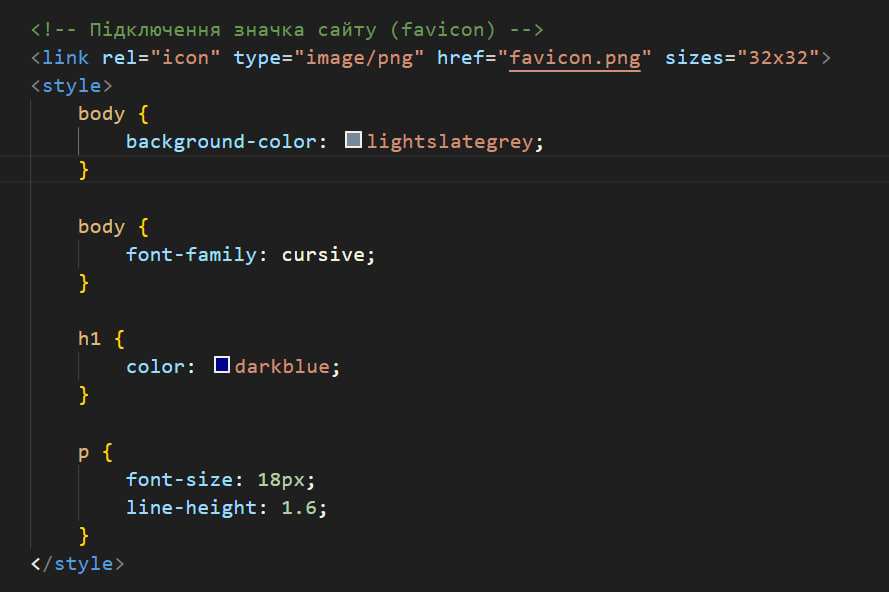 <!-- Підключення значка сайту (favicon) -->
<link rel="icon" type="image/png" href="favicon.png" sizes="32x32">
<style>
body {
background-color: lightslategrey;
}
body {
font-family: cursive;
}
h1 {
color: darkblue;
}
p {
font-size: 18px;
line-height: 1.6;
}
</style>